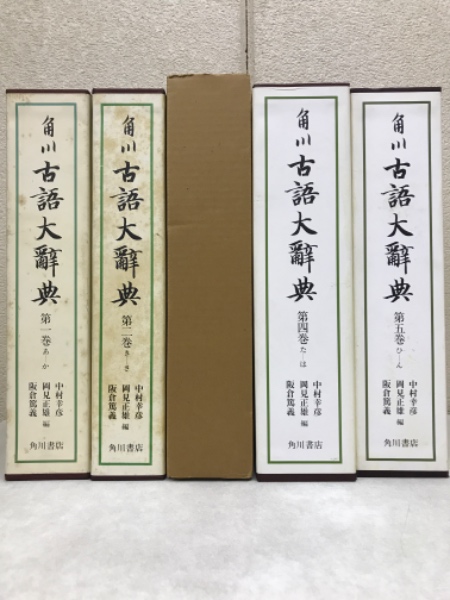 角川
古語大辭典
第一巻 あ–か
中村幸彦
岡見正雄 編
阪倉篤義
角川書店
角川
古語大辭典
第二巻 き–さ
中村幸彦
岡見正雄 編
阪倉篤義
角川書店
角川
古語大辭典
第四巻 た–は
中村幸彦
岡見正雄 編
阪倉篤義
角川書店
角川
古語大辭典
第五巻 ひ–ん
中村幸彦
岡見正雄 編
阪倉篤義
角川書店